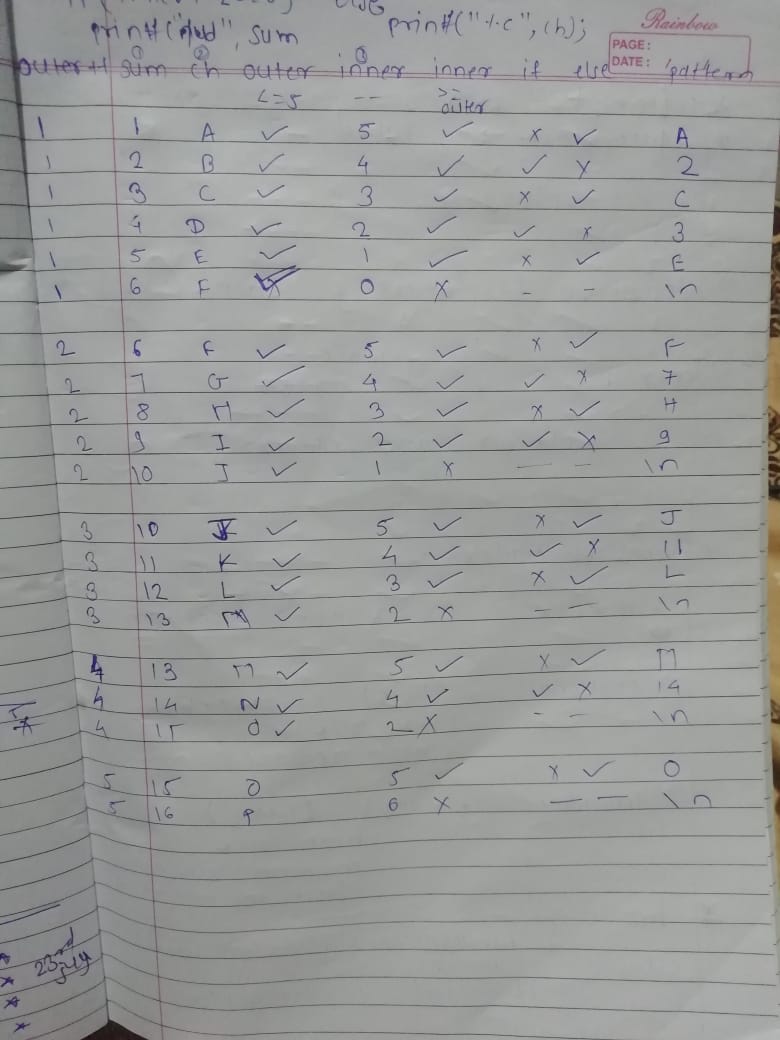 else
printf("%d", sum printf("%c", ch);
Rainbow
PAGE:
DATE:
outer++ sum ch outer inner inner if else pattern
<=5 -- >=
outer
1 1 A ✓ 5 ✓ x ✓ A
1 2 B ✓ 4 ✓ ✓ x 2
1 3 C ✓ 3 ✓ x ✓ C
1 4 D ✓ 2 ✓ ✓ x 3
1 5 E ✓ 1 ✓ x ✓ E
1 6 F ✓ 0 x - - \n
2 6 F ✓ 5 ✓ x ✓ F
2 7 G ✓ 4 ✓ ✓ x 7
2 8 H ✓ 3 ✓ x ✓ H
2 9 I ✓ 2 ✓ ✓ x 9
2 10 J ✓ 1 x - - \n
3 10 J ✓ 5 ✓ x ✓ J
3 11 K ✓ 4 ✓ ✓ x 11
3 12 L ✓ 3 ✓ x ✓ L
3 13 M ✓ 2 x - - \n
4 13 M ✓ 5 ✓ x ✓ M
4 14 N ✓ 4 ✓ ✓ x 14
4 15 O ✓ 2 x - - \n
5 15 O 5 ✓ x ✓ O
5 16 P 6 x - - \n
23rd
july